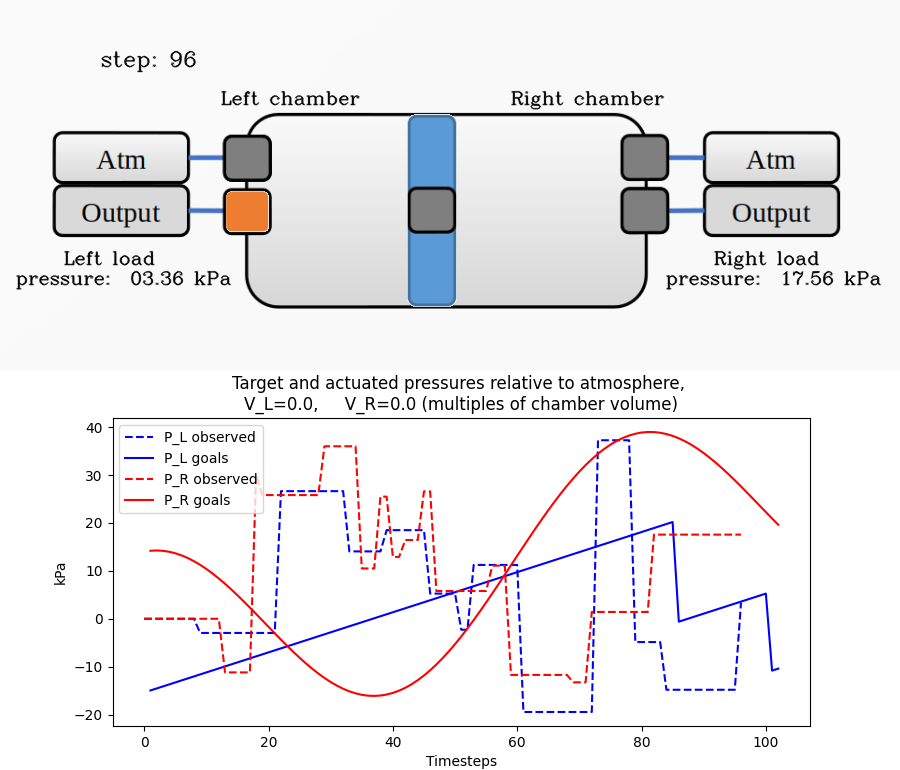 step: 96
Left chamber
Right chamber
Atm
Atm
Output
Output
Left load
pressure: 03.36 kPa
Right load
pressure: 17.56 kPa
Target and actuated pressures relative to atmosphere,
V_L=0.0, V_R=0.0 (multiples of chamber volume)
P_L observed
P_L goals
P_R observed
P_R goals
kPa
40
30
20
10
0
−10
−20
0
20
40
60
80
100
Timesteps